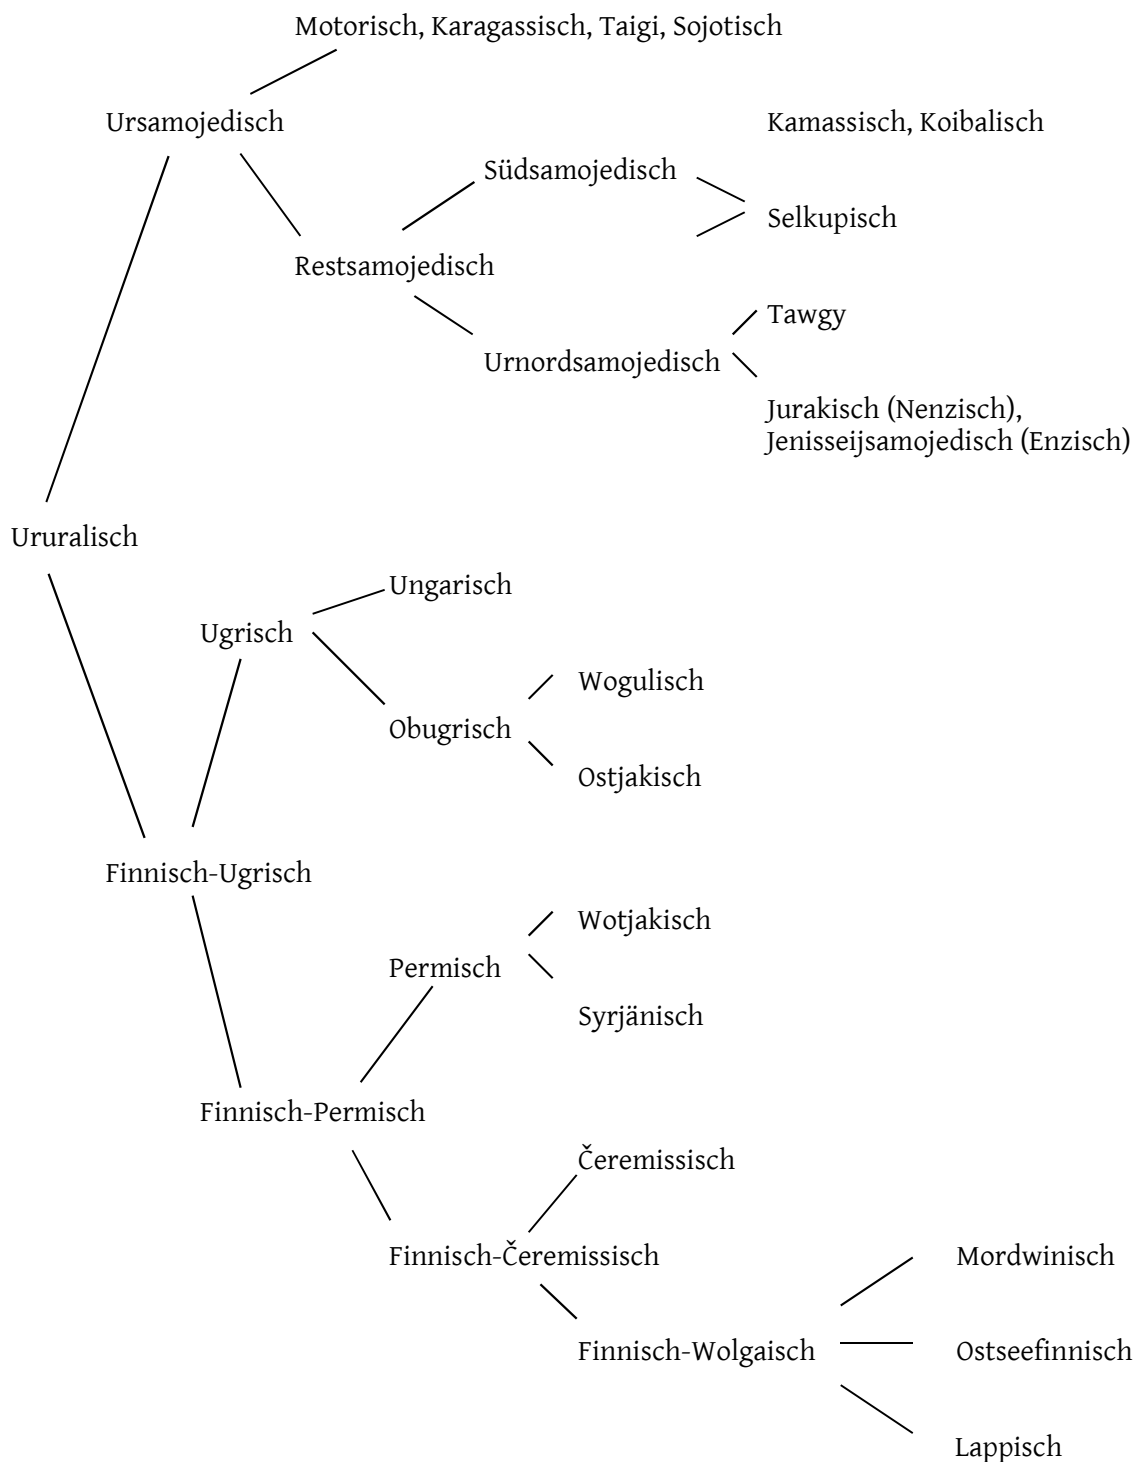 Motorisch, Karagassisch, Taigi, Sojotisch
Ursamojedisch
Kamassisch, Koibalisch
Südsamojedisch
Selkupisch
Restsamojedisch
Tawgy
Urnordsamojedisch
Jurakisch (Nenzisch),
Jenisseijsamojedisch (Enzisch)
Ururalisch
Ungarisch
Ugrisch
Wogulisch
Obugrisch
Ostjakisch
Finnisch-Ugrisch
Wotjakisch
Permisch
Syrjänisch
Finnisch-Permisch
Čeremissisch
Finnisch-Čeremissisch
Mordwinisch
Finnisch-Wolgaisch
Ostseefinnisch
Lappisch